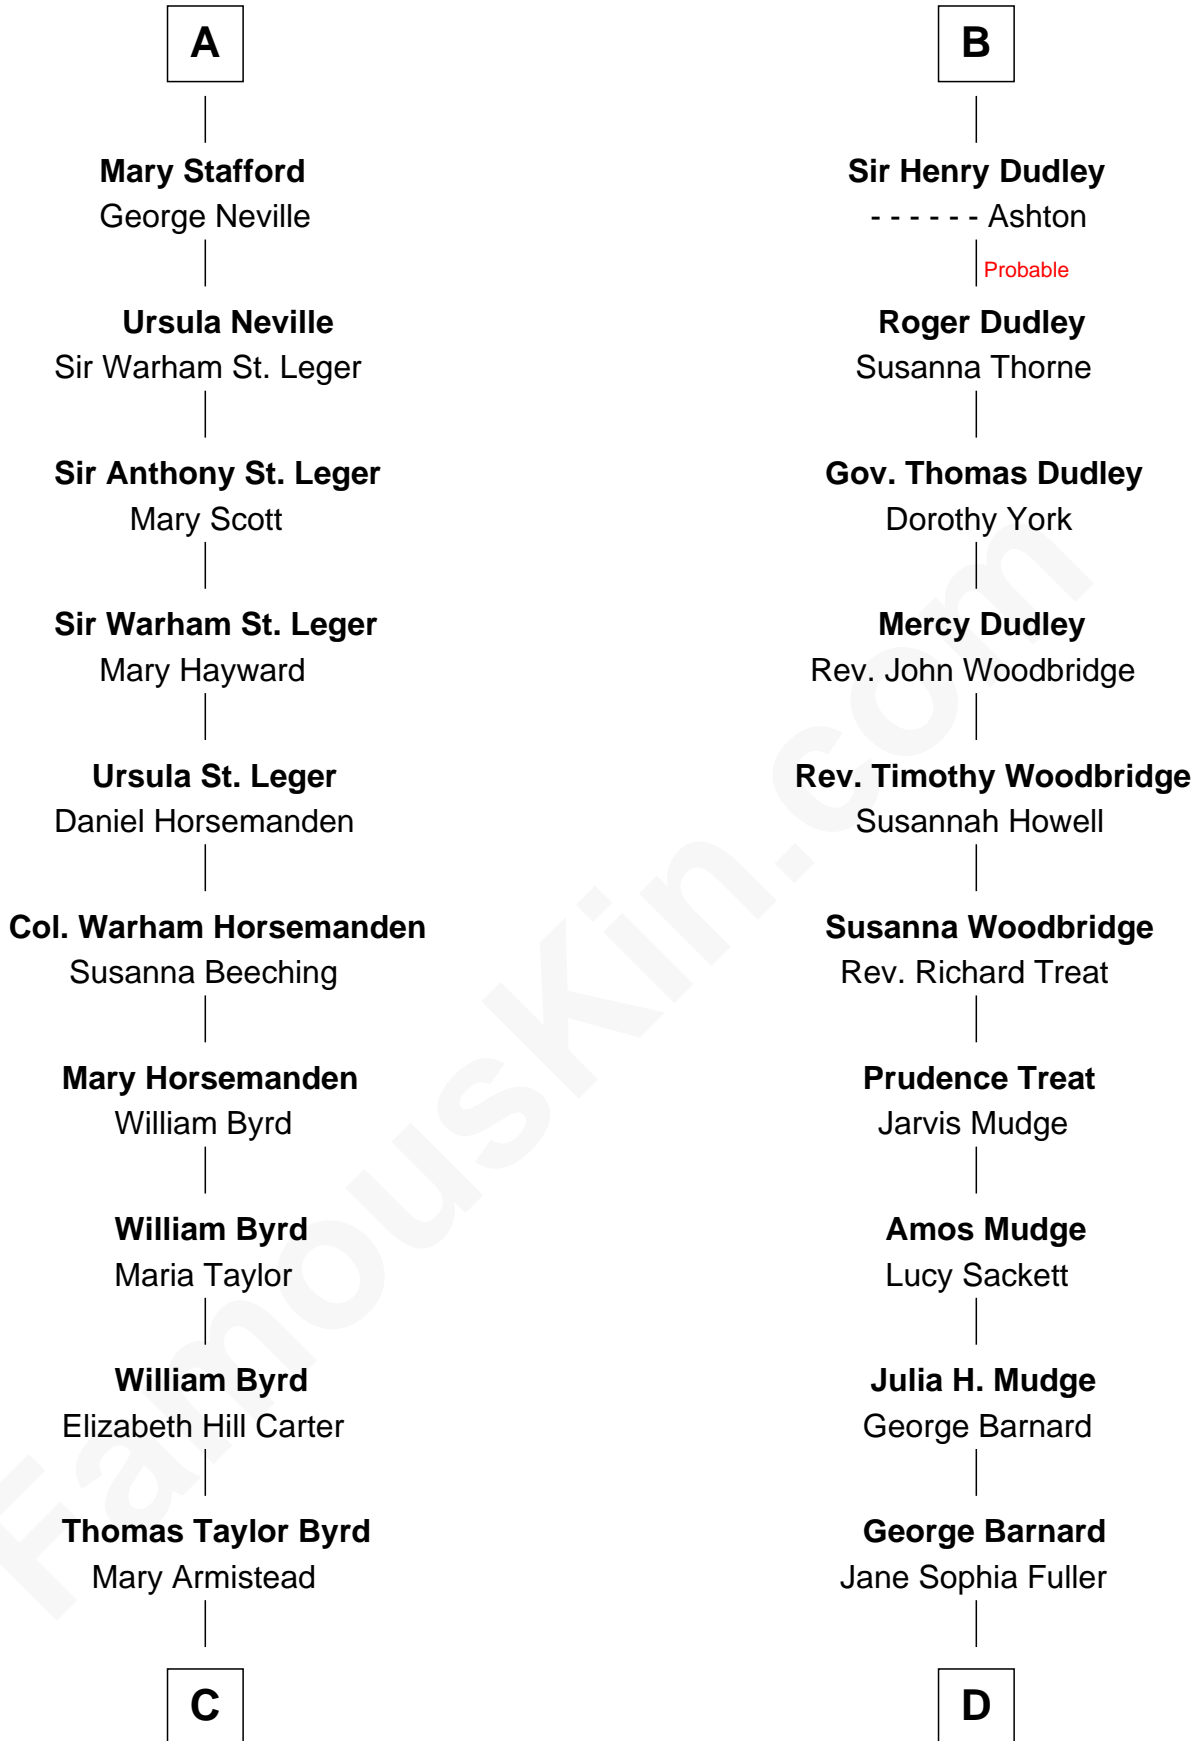 A
Mary Stafford
George Neville
Ursula Neville
Sir Warham St. Leger
Sir Anthony St. Leger
Mary Scott
Sir Warham St. Leger
Mary Hayward
Ursula St. Leger
Daniel Horsemanden
Col. Warham Horsemanden
Susanna Beeching
Mary Horsemanden
William Byrd
William Byrd
Maria Taylor
William Byrd
Elizabeth Hill Carter
Thomas Taylor Byrd
Mary Armistead
C
B
Sir Henry Dudley
- - - - - - Ashton
Probable
Roger Dudley
Susanna Thorne
Gov. Thomas Dudley
Dorothy York
Mercy Dudley
Rev. John Woodbridge
Rev. Timothy Woodbridge
Susannah Howell
Susanna Woodbridge
Rev. Richard Treat
Prudence Treat
Jarvis Mudge
Amos Mudge
Lucy Sackett
Julia H. Mudge
George Barnard
George Barnard
Jane Sophia Fuller
D
FamousKin.com